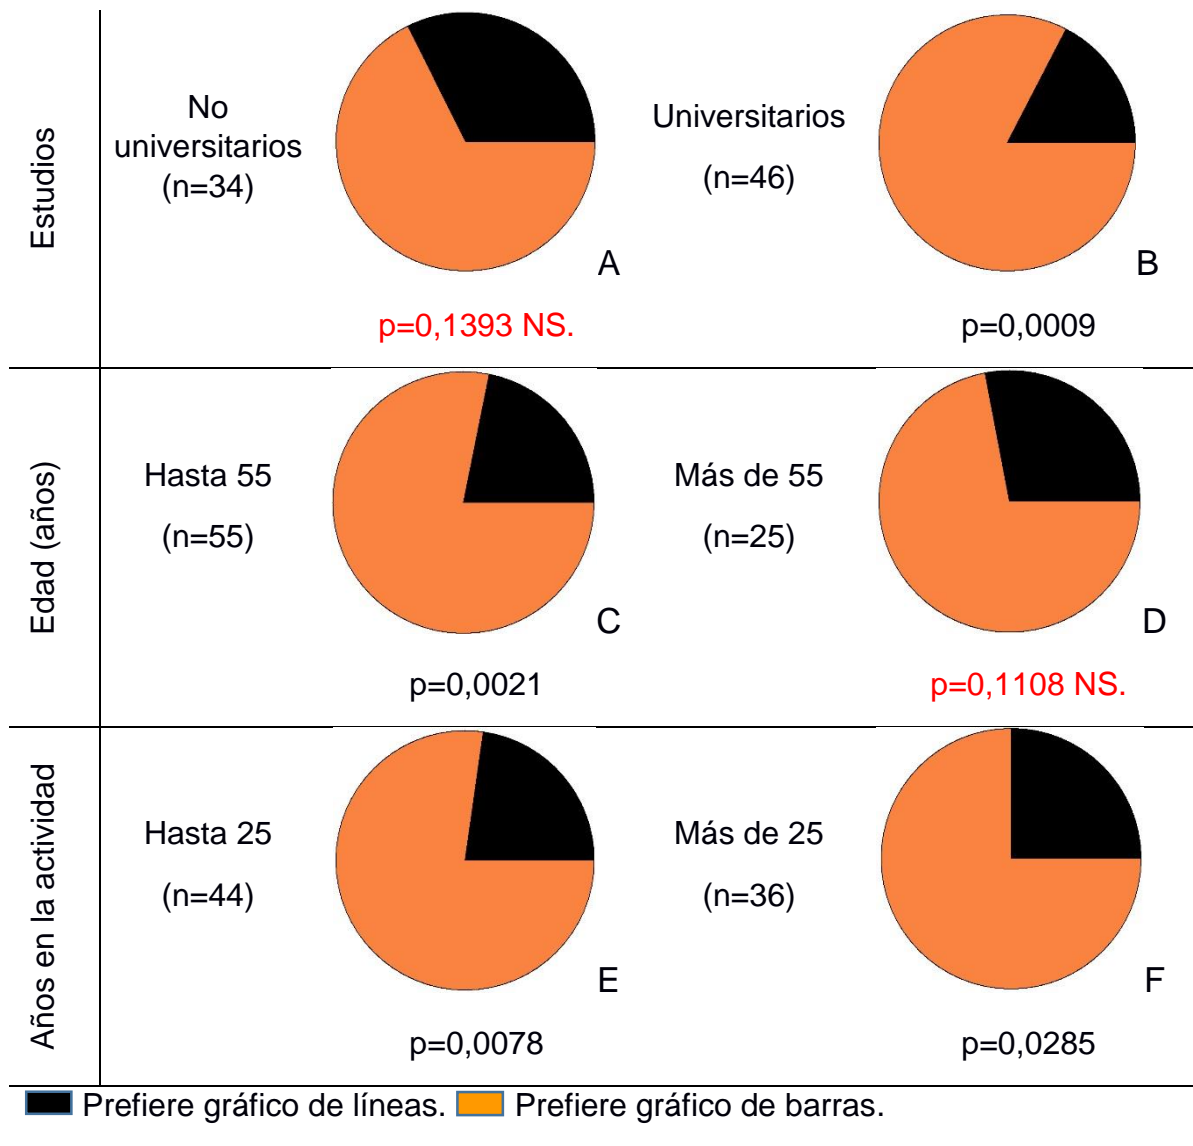 Estudios
No
universitarios
(n=34)
A
p=0,1393 NS.
Universitarios
(n=46)
B
p=0,0009
Edad (años)
Hasta 55
(n=55)
C
p=0,0021
Más de 55
(n=25)
D
p=0,1108 NS.
Años en la actividad
Hasta 25
(n=44)
E
p=0,0078
Más de 25
(n=36)
F
p=0,0285
Prefiere gráfico de líneas. Prefiere gráfico de barras.